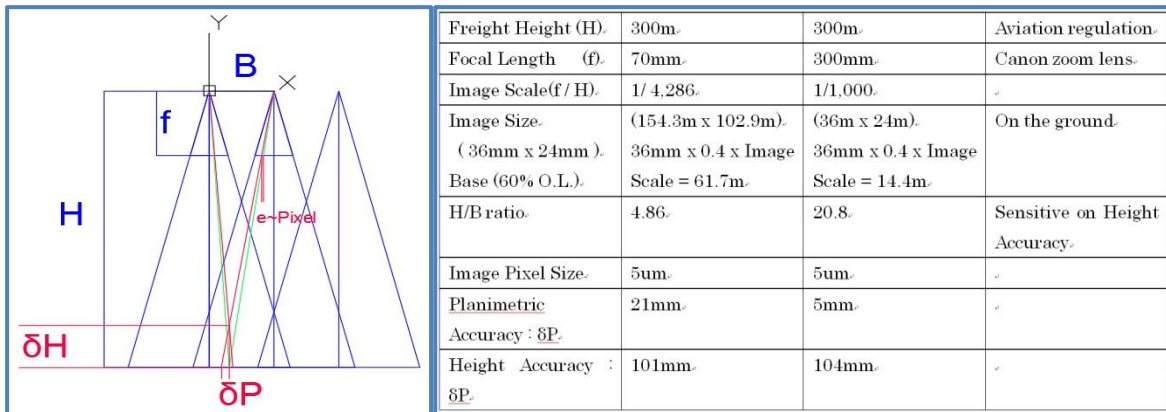 Y
B
X
f
H
e~Pixel
δH
δP
Freight Height (H) 300m 300m Aviation regulation
Focal Length (f) 70mm 300mm Canon zoom lens
Image Scale(f / H) 1/ 4,286 1/1,000
Image Size (154.3m x 102.9m) (36m x 24m) On the ground
( 36mm x 24mm ) 36mm x 0.4 x Image 36mm x 0.4 x Image
Base (60% O.L.) Scale = 61.7m Scale = 14.4m
H/B ratio 4.86 20.8 Sensitive on Height
Accuracy
Image Pixel Size 5um 5um
Planimetric 21mm 5mm
Accuracy : δP
Height Accuracy : 101mm 104mm
δP